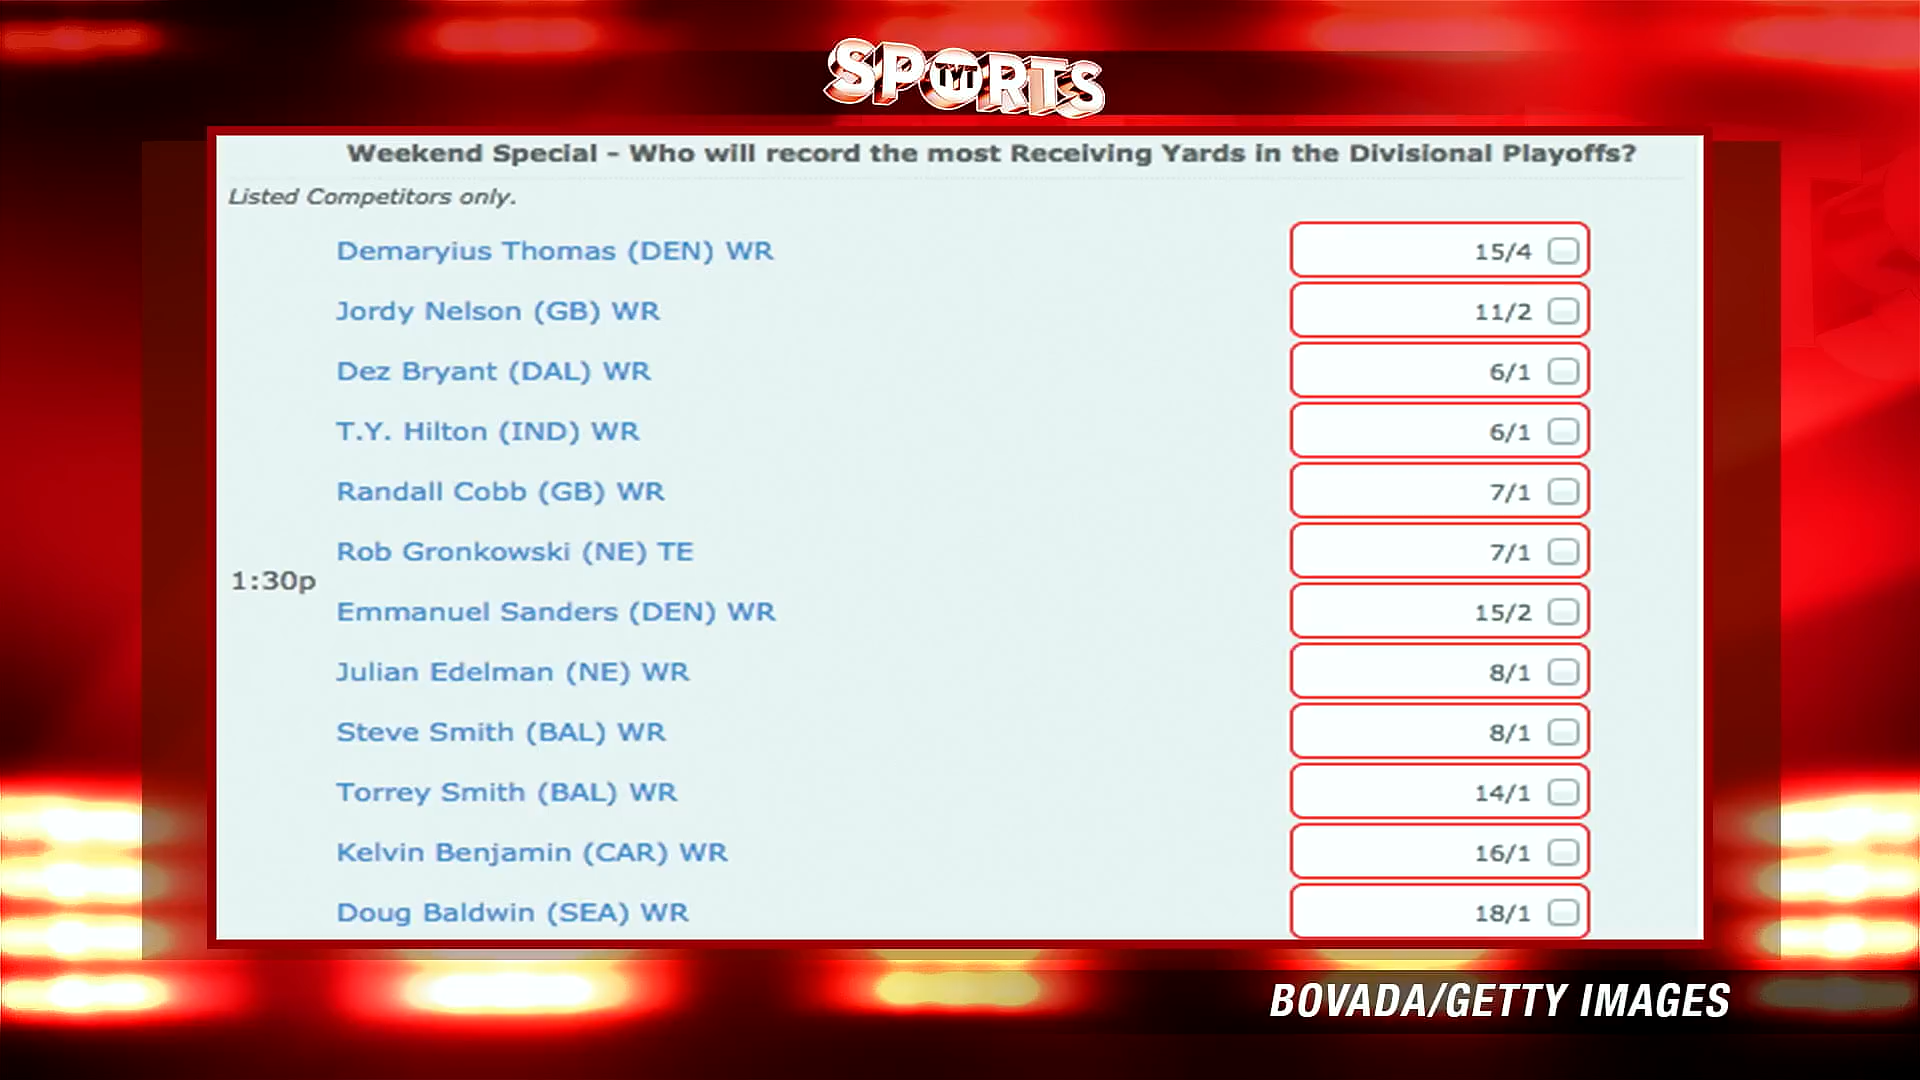 SPORTS
TYT
Weekend Special - Who will record the most Receiving Yards in the Divisional Playoffs?
Listed Competitors only.
1:30p
Demaryius Thomas (DEN) WR 15/4
Jordy Nelson (GB) WR 11/2
Dez Bryant (DAL) WR 6/1
T.Y. Hilton (IND) WR 6/1
Randall Cobb (GB) WR 7/1
Rob Gronkowski (NE) TE 7/1
Emmanuel Sanders (DEN) WR 15/2
Julian Edelman (NE) WR 8/1
Steve Smith (BAL) WR 8/1
Torrey Smith (BAL) WR 14/1
Kelvin Benjamin (CAR) WR 16/1
Doug Baldwin (SEA) WR 18/1
BOVADA/GETTY IMAGES